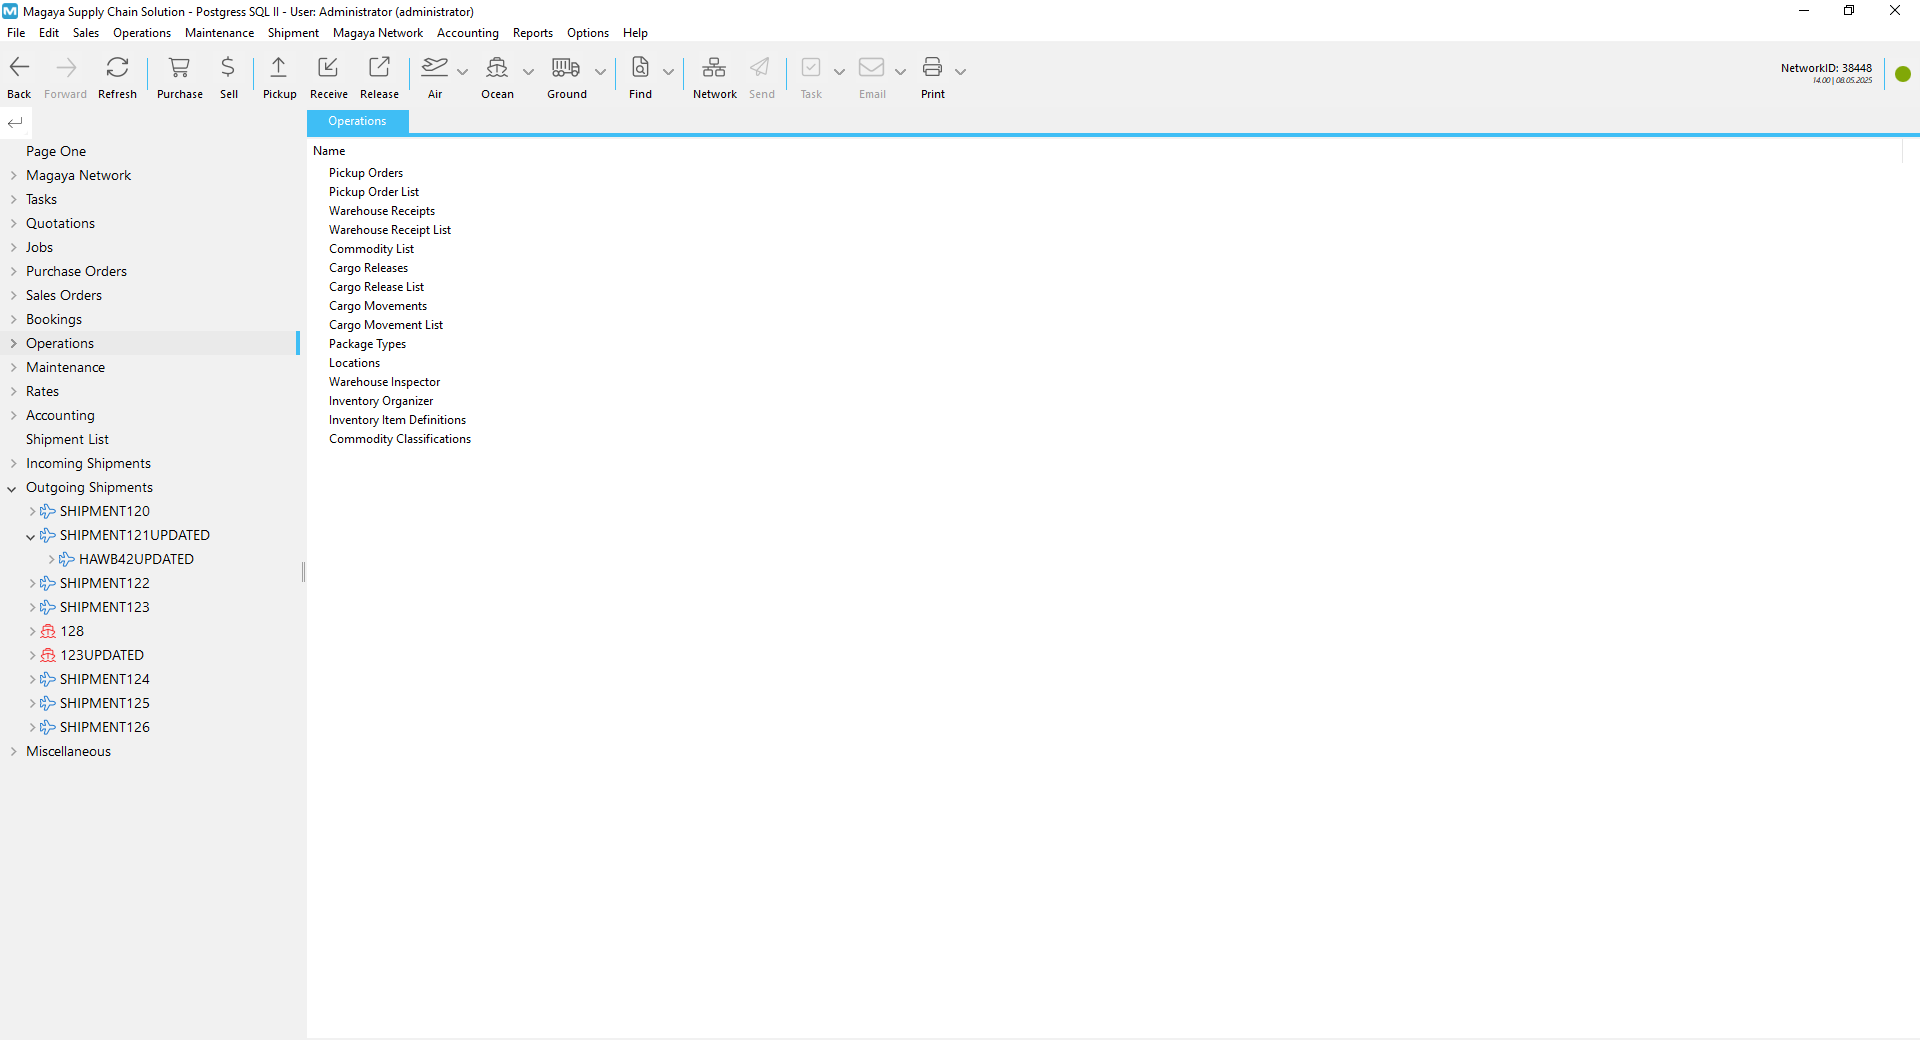 Magaya Supply Chain Solution - Postgress SQL II - User: Administrator (administrator)
File Edit Sales Operations Maintenance Shipment Magaya Network Accounting Reports Options Help
Back Forward Refresh Purchase Sell Pickup Receive Release Air Ocean Ground Find Network Send Task Email Print
NetworkID: 38448
14.00 | 08.05.2025
Operations
Page One
Magaya Network
Tasks
Quotations
Jobs
Purchase Orders
Sales Orders
Bookings
Operations
Maintenance
Rates
Accounting
Shipment List
Incoming Shipments
Outgoing Shipments
SHIPMENT120
SHIPMENT121UPDATED
HAWB42UPDATED
SHIPMENT122
SHIPMENT123
128
123UPDATED
SHIPMENT124
SHIPMENT125
SHIPMENT126
Miscellaneous
Name
Pickup Orders
Pickup Order List
Warehouse Receipts
Warehouse Receipt List
Commodity List
Cargo Releases
Cargo Release List
Cargo Movements
Cargo Movement List
Package Types
Locations
Warehouse Inspector
Inventory Organizer
Inventory Item Definitions
Commodity Classifications